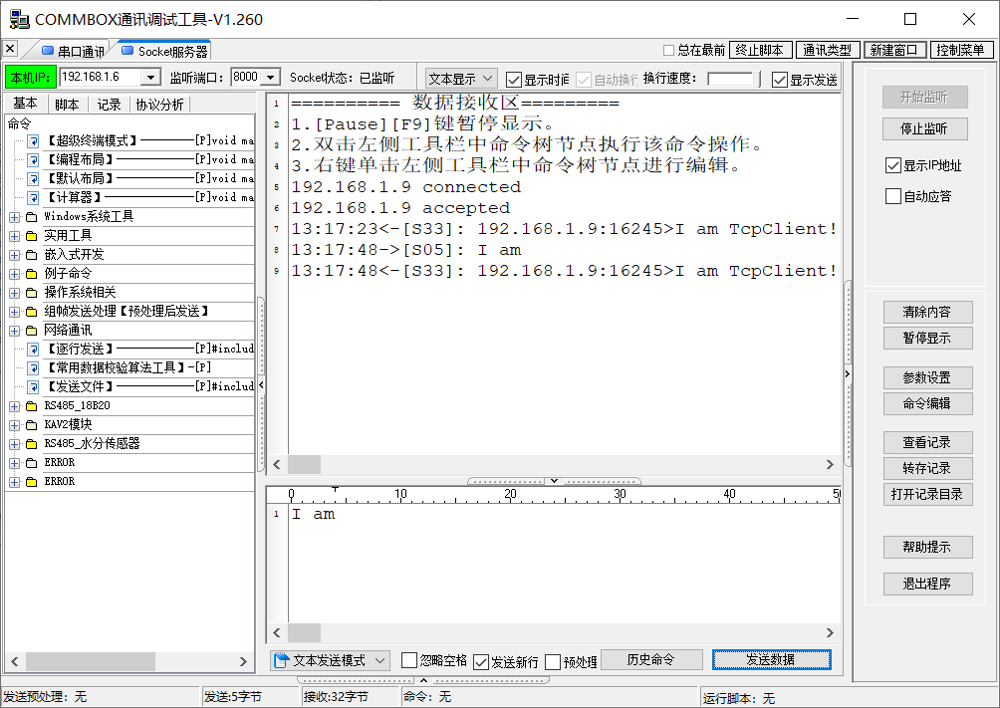 COMMBOX通讯调试工具-V1.260
串口通讯 Socket服务器 总在最前 终止脚本 通讯类型 新建窗口 控制菜单
本机IP: 192.168.1.6 监听端口: 8000 Socket状态: 已监听 文本显示 显示时间 自动换行 换行速度: 显示发送
基本 脚本 记录 协议分析
命令
【超级终端模式】————————[P]void ma
【编程布局】————————[P]void ma
【默认布局】————————[P]void ma
【计算器】————————[P]void ma
Windows系统工具
实用工具
嵌入式开发
例子命令
操作系统相关
组帧发送处理【预处理后发送】
网络通讯
【逐行发送】————————[P]#includ
【常用数据校验算法工具】—[P]
【发送文件】————————[P]#includ
RS485_18B20
KAV2模块
RS485_水分传感器
ERROR
ERROR
1 ========== 数据接收区=========
2 1.[Pause][F9]键暂停显示。
3 2.双击左侧工具栏中命令树节点执行该命令操作。
4 3.右键单击左侧工具栏中命令树节点进行编辑。
5 192.168.1.9 connected
6 192.168.1.9 accepted
7 13:17:23<-[S33]: 192.168.1.9:16245>I am TcpClient!
8 13:17:48->[S05]: I am
9 13:17:48<-[S33]: 192.168.1.9:16245>I am TcpClient!
0 10 20 30 40 50
1 I am
文本发送模式 忽略空格 发送新行 预处理 历史命令 发送数据
开始监听
停止监听
显示IP地址
自动应答
清除内容
暂停显示
参数设置
命令编辑
查看记录
转存记录
打开记录目录
帮助提示
退出程序
发送预处理: 无 发送:5字节 接收:32字节 命令: 无 运行脚本: 无